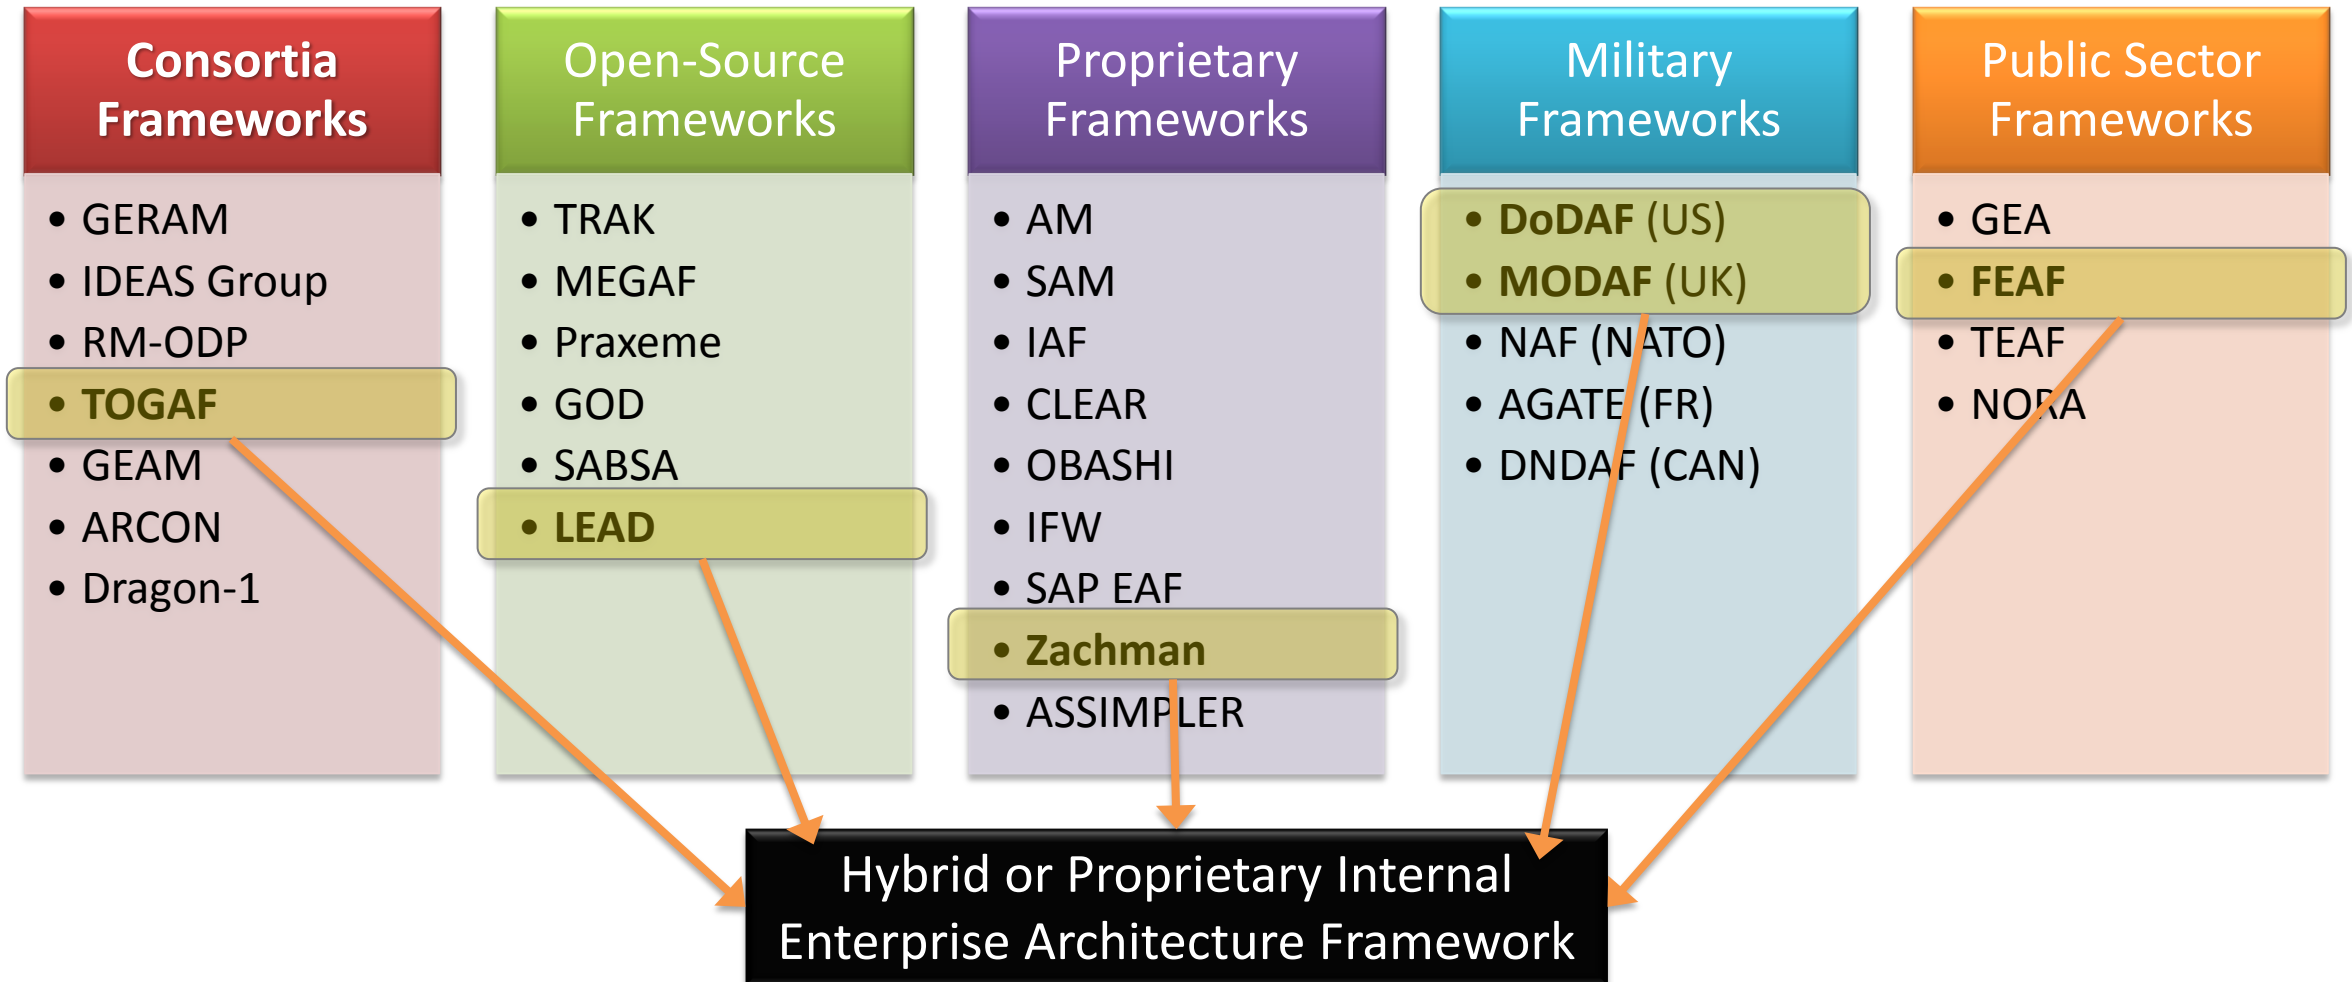 Consortia
Frameworks
• GERAM
• IDEAS Group
• RM-ODP
• TOGAF
• GEAM
• ARCON
• Dragon-1
Open-Source
Frameworks
• TRAK
• MEGAF
• Praxeme
• GOD
• SABSA
• LEAD
Proprietary
Frameworks
• AM
• SAM
• IAF
• CLEAR
• OBASHI
• IFW
• SAP EAF
• Zachman
• ASSIMPLER
Military
Frameworks
• DoDAF (US)
• MODAF (UK)
• NAF (NATO)
• AGATE (FR)
• DNDAF (CAN)
Public Sector
Frameworks
• GEA
• FEAF
• TEAF
• NORA
Hybrid or Proprietary Internal
Enterprise Architecture Framework